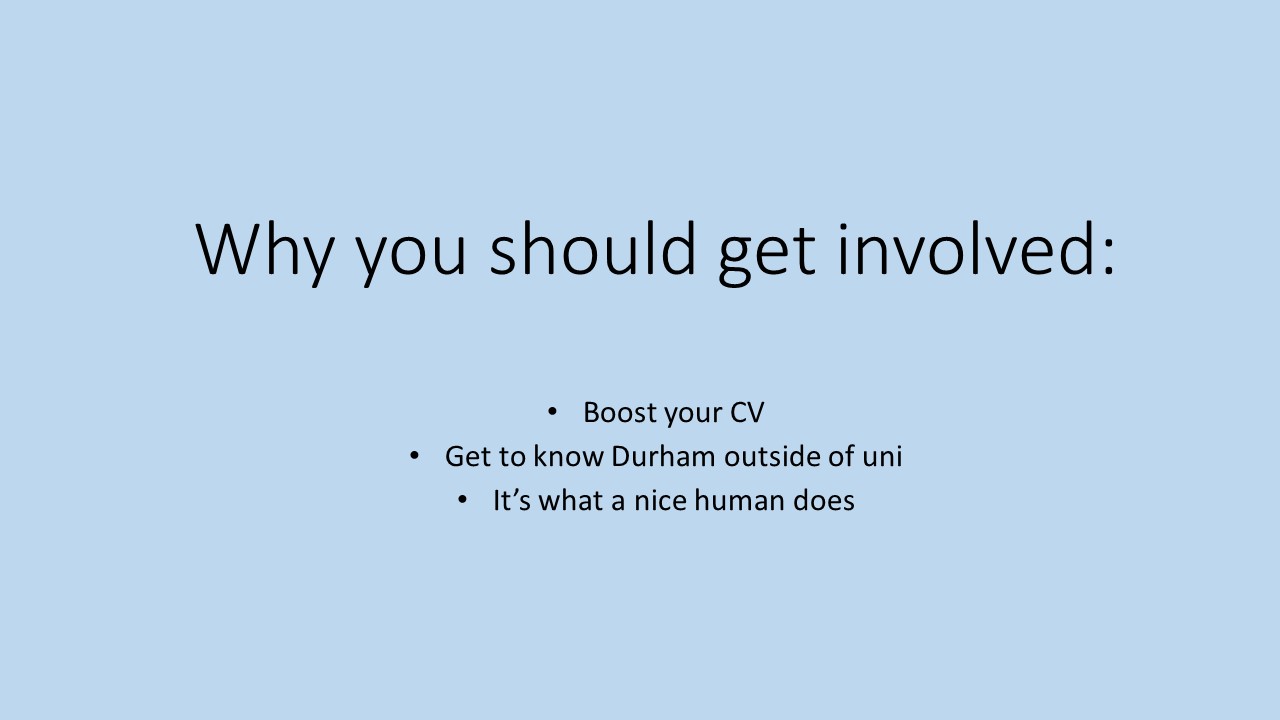 Why you should get involved:
• Boost your CV
• Get to know Durham outside of uni
• It’s what a nice human does